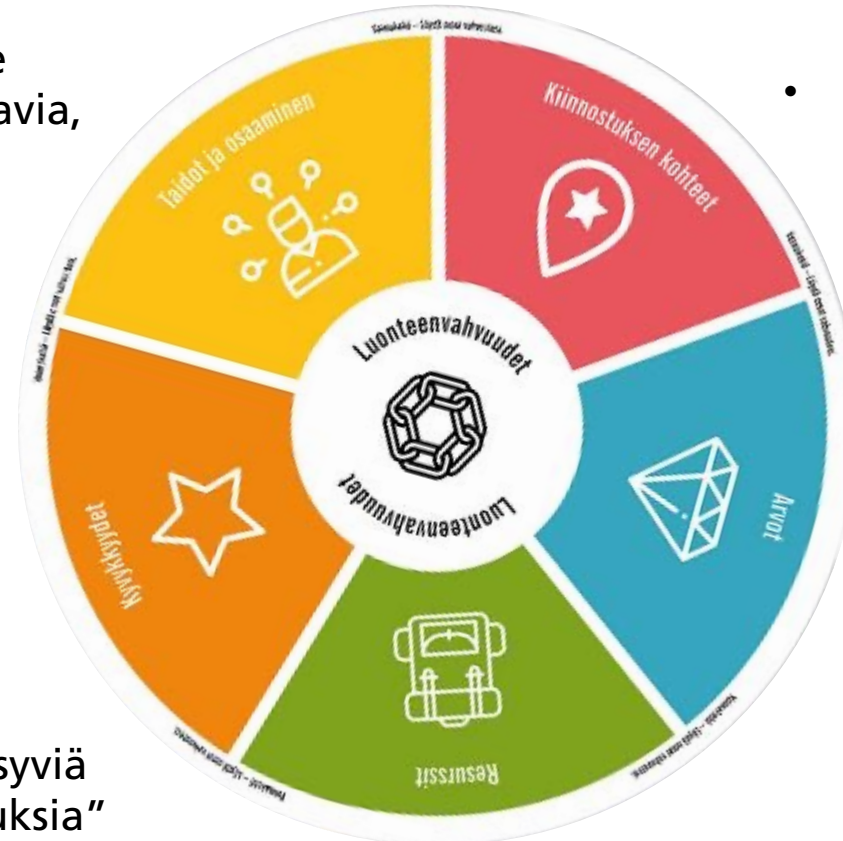 e
avia,
•
Taidot ja osaaminen
Kiinnostuksen kohteet
Luonteenvahvuudet
Luonteenvahvuudet
Arvot
Kyvykkyydet
Resurssit
syviä
uksia”